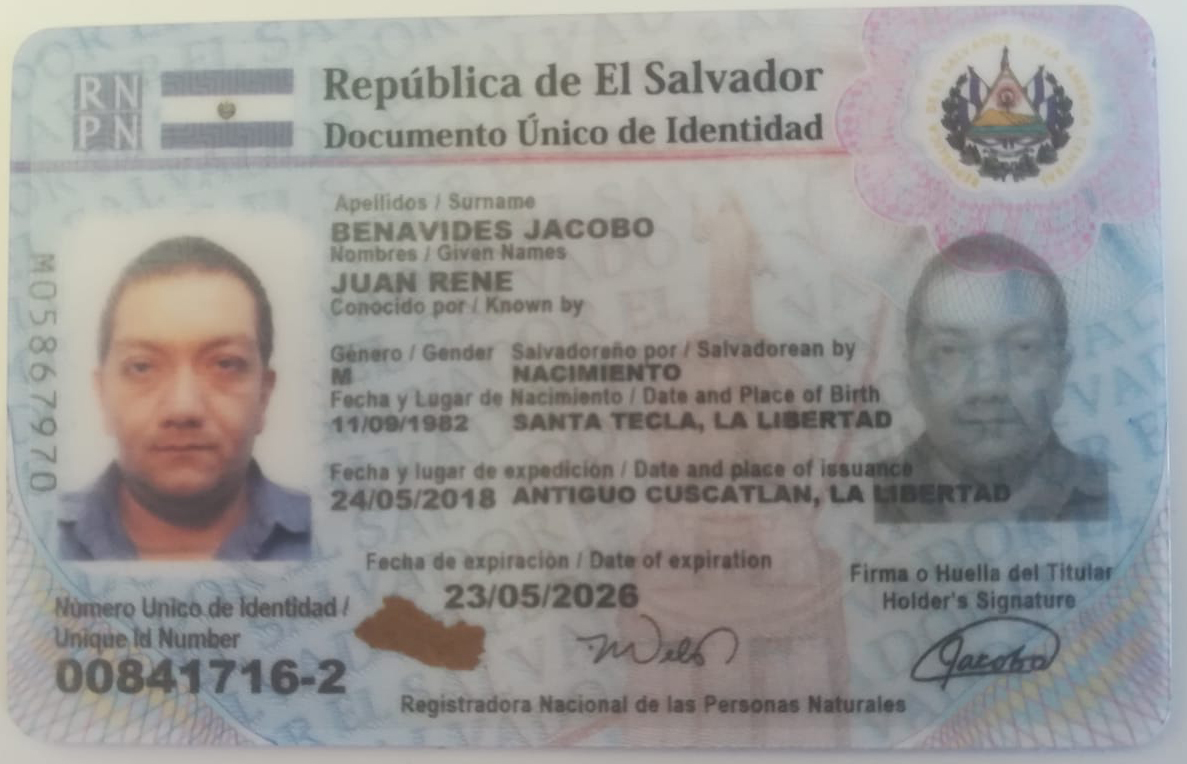 RN
PN
República de El Salvador
Documento Único de Identidad
Apellidos / Surname
BENAVIDES JACOBO
Nombres / Given Names
JUAN RENE
Conocido por / Known by
Género / Gender Salvadoreño por / Salvadorean by
M NACIMIENTO
Fecha y Lugar de Nacimiento / Date and Place of Birth
11/09/1982 SANTA TECLA, LA LIBERTAD
Fecha y lugar de expedición / Date and place of issuance
24/05/2018 ANTIGUO CUSCATLAN, LA LIBERTAD
Fecha de expiración / Date of expiration
23/05/2026
Firma o Huella del Titular
Holder's Signature
Jacobo
Número Unico de Identidad /
Unique Id Number
00841716-2
Registradora Nacional de las Personas Naturales
M05867970